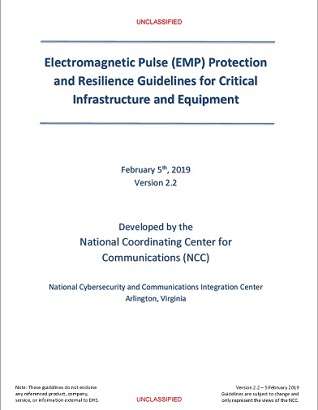 UNCLASSIFIED
Electromagnetic Pulse (EMP) Protection
and Resilience Guidelines for Critical
Infrastructure and Equipment
February 5th, 2019
Version 2.2
Developed by the
National Coordinating Center for
Communications (NCC)
National Cybersecurity and Communications Integration Center
Arlington, Virginia
Note: These guidelines do not endorse
any referenced product, company,
service, or information external to DHS.
UNCLASSIFIED
Version 2.2 – 5 February 2019
Guidelines are subject to change and
only represent the views of the NCC.